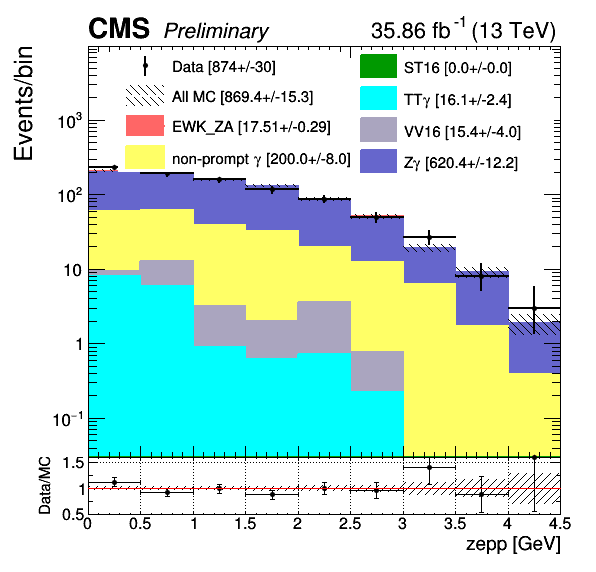 CMS Preliminary 35.86 fb⁻¹ (13 TeV)
Events/bin
Data [874+/-30]
All MC [869.4+/-15.3]
EWK_ZA [17.51+/-0.29]
non-prompt γ [200.0+/-8.0]
ST16 [0.0+/-0.0]
TTγ [16.1+/-2.4]
VV16 [15.4+/-4.0]
Zγ [620.4+/-12.2]
10³
10²
10
1
10⁻¹
Data/MC
1.5
1
0.5
0 0.5 1 1.5 2 2.5 3 3.5 4 4.5
zepp [GeV]